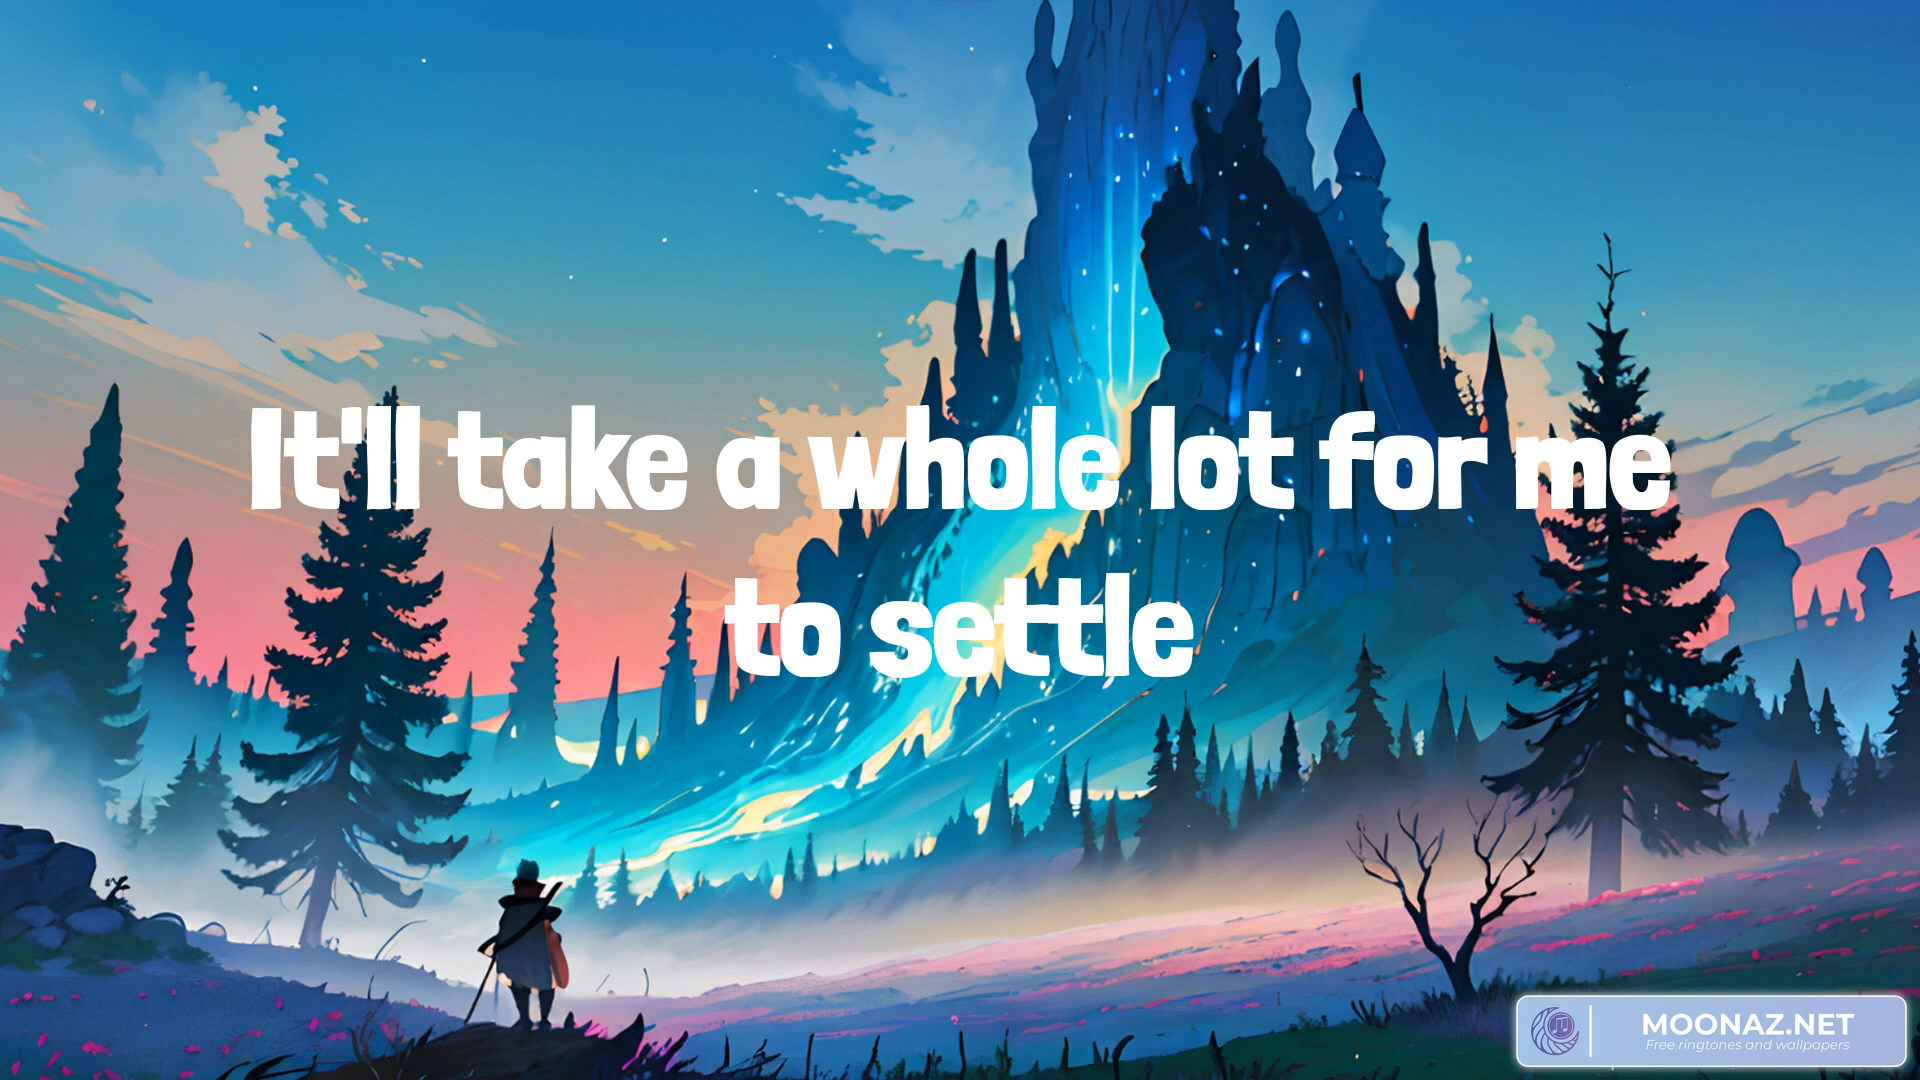 It'll take a whole lot for me
to settle
MOONAZ.NET
Free ringtones and wallpapers